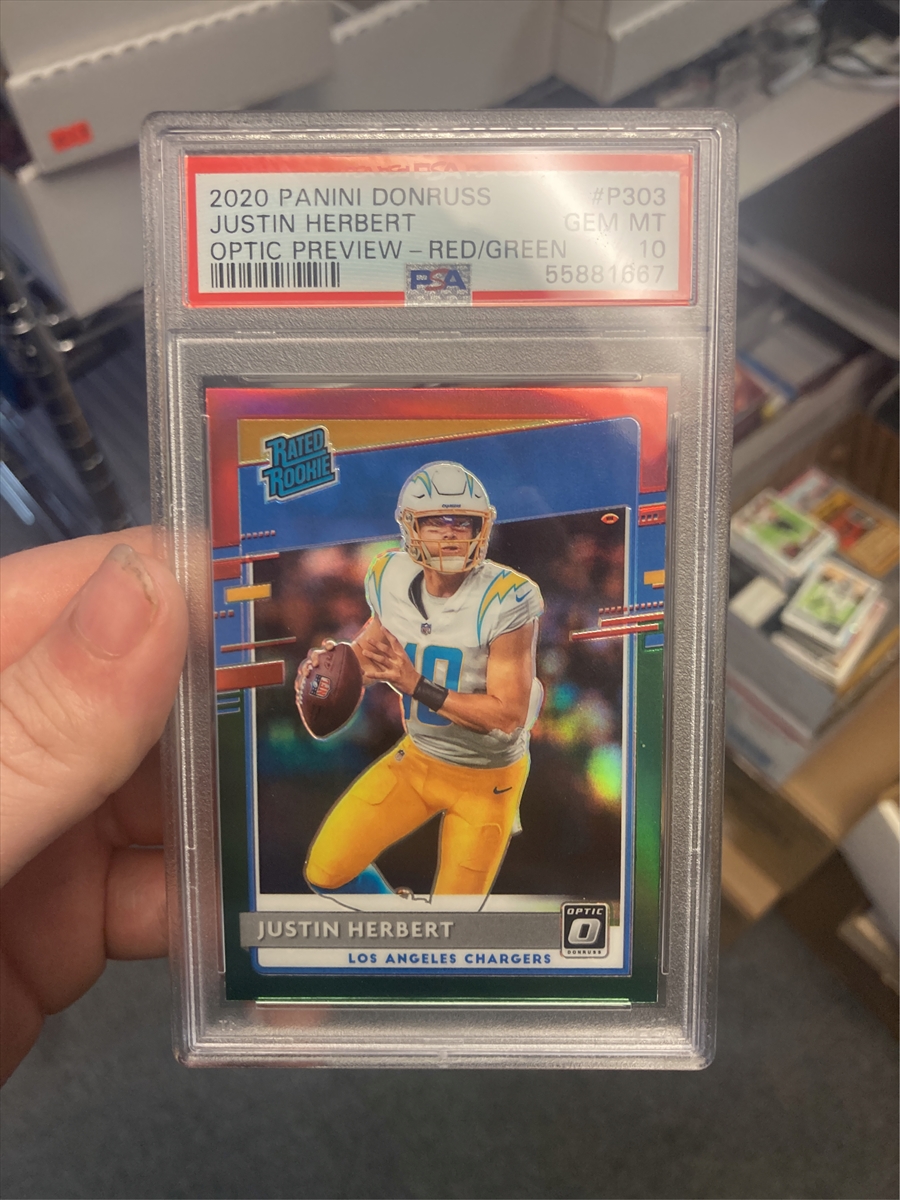 2020 PANINI DONRUSS #P303
JUSTIN HERBERT GEM MT
OPTIC PREVIEW – RED/GREEN 10
PSA 55881667
RATED
ROOKIE
10
JUSTIN HERBERT
OPTIC
DONRUSS
LOS ANGELES CHARGERS